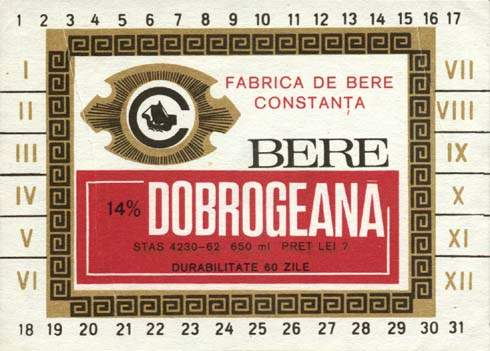 1 2 3 4 5 6 7 8 9 10 11 12 13 14 15 16 17
I VII
II VIII
III IX
IV X
V XI
VI XII
C
FABRICA DE BERE
CONSTANȚA
BERE
14% DOBROGEANĂ
STAS 4230-62 650 ml PREȚ LEI 7
DURABILITATE 60 ZILE
18 19 20 21 22 23 24 25 26 27 28 29 30 31